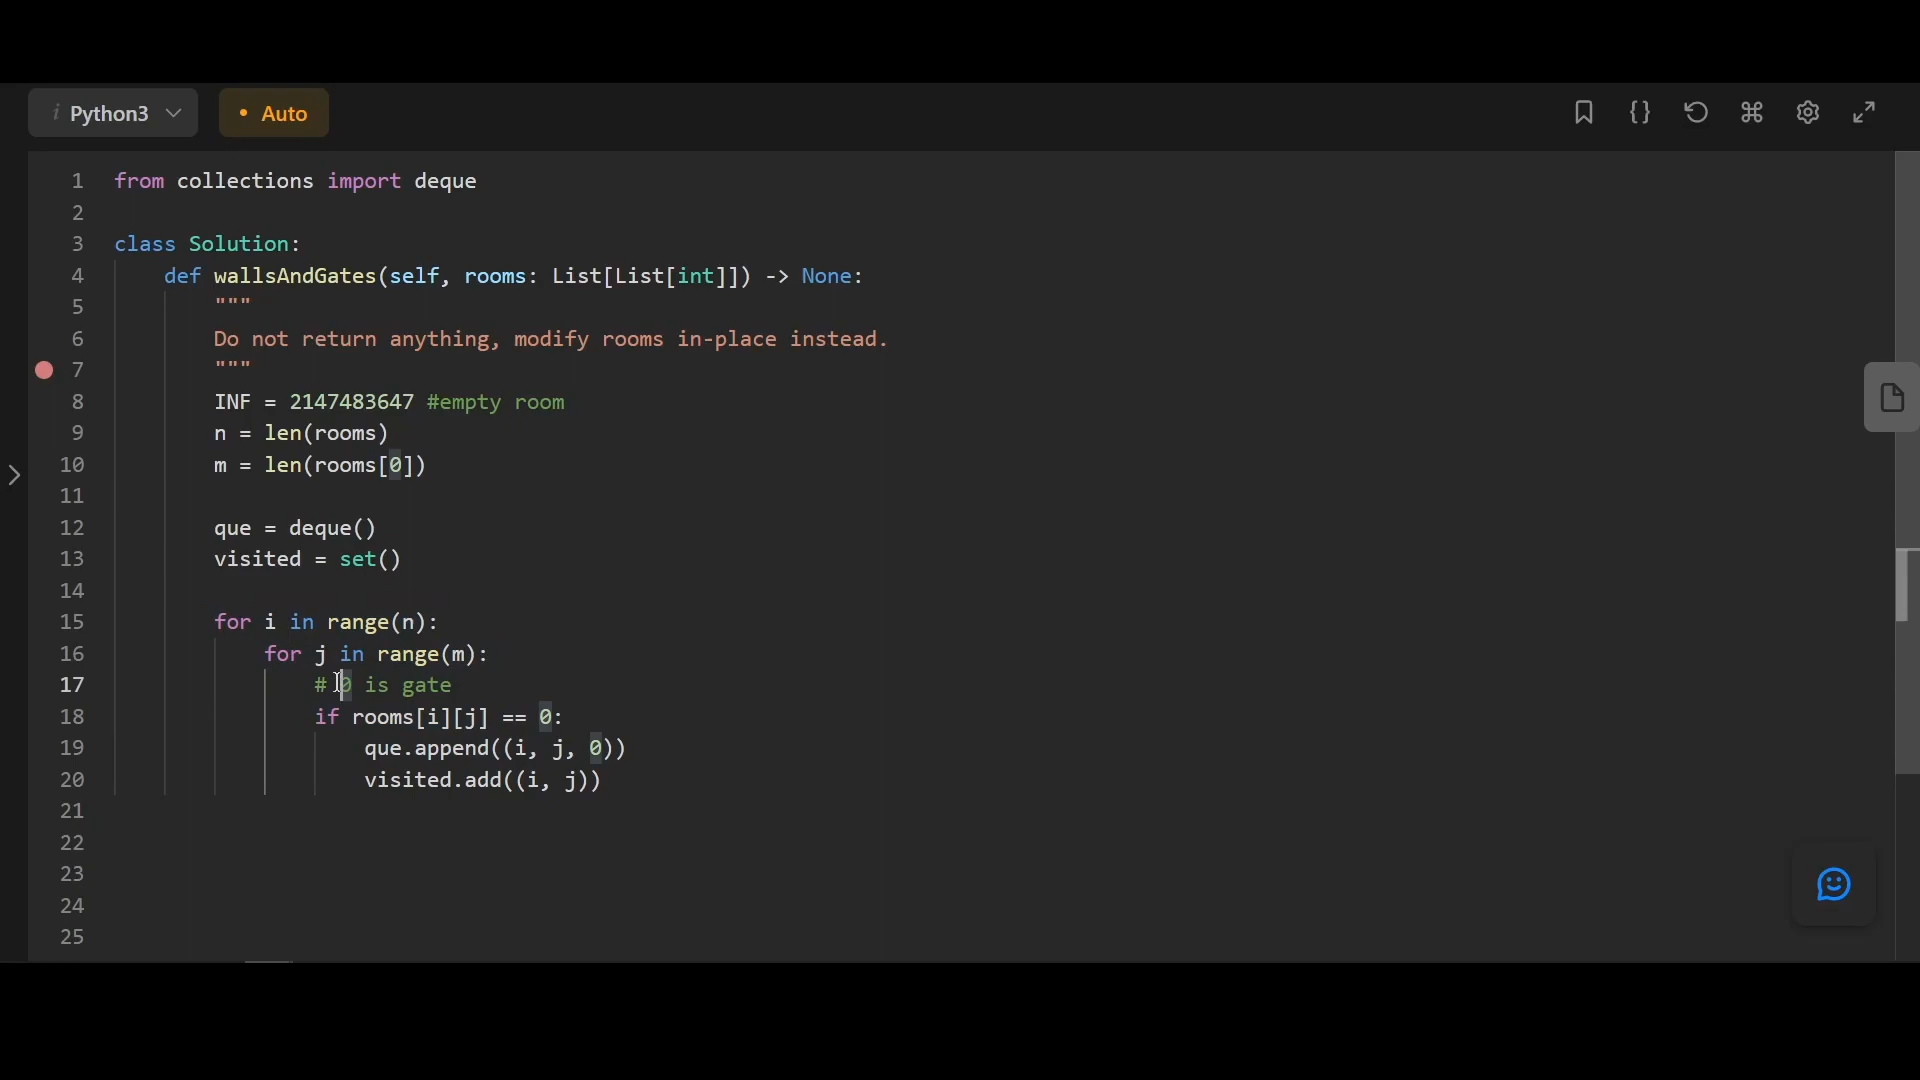 i Python3
• Auto
1 from collections import deque
2
3 class Solution:
4     def wallsAndGates(self, rooms: List[List[int]]) -> None:
5         """
6         Do not return anything, modify rooms in-place instead.
7         """
8         INF = 2147483647 #empty room
9         n = len(rooms)
10         m = len(rooms[0])
11
12         que = deque()
13         visited = set()
14
15         for i in range(n):
16             for j in range(m):
17                 # 0 is gate
18                 if rooms[i][j] == 0:
19                     que.append((i, j, 0))
20                     visited.add((i, j))
21
22
23
24
25